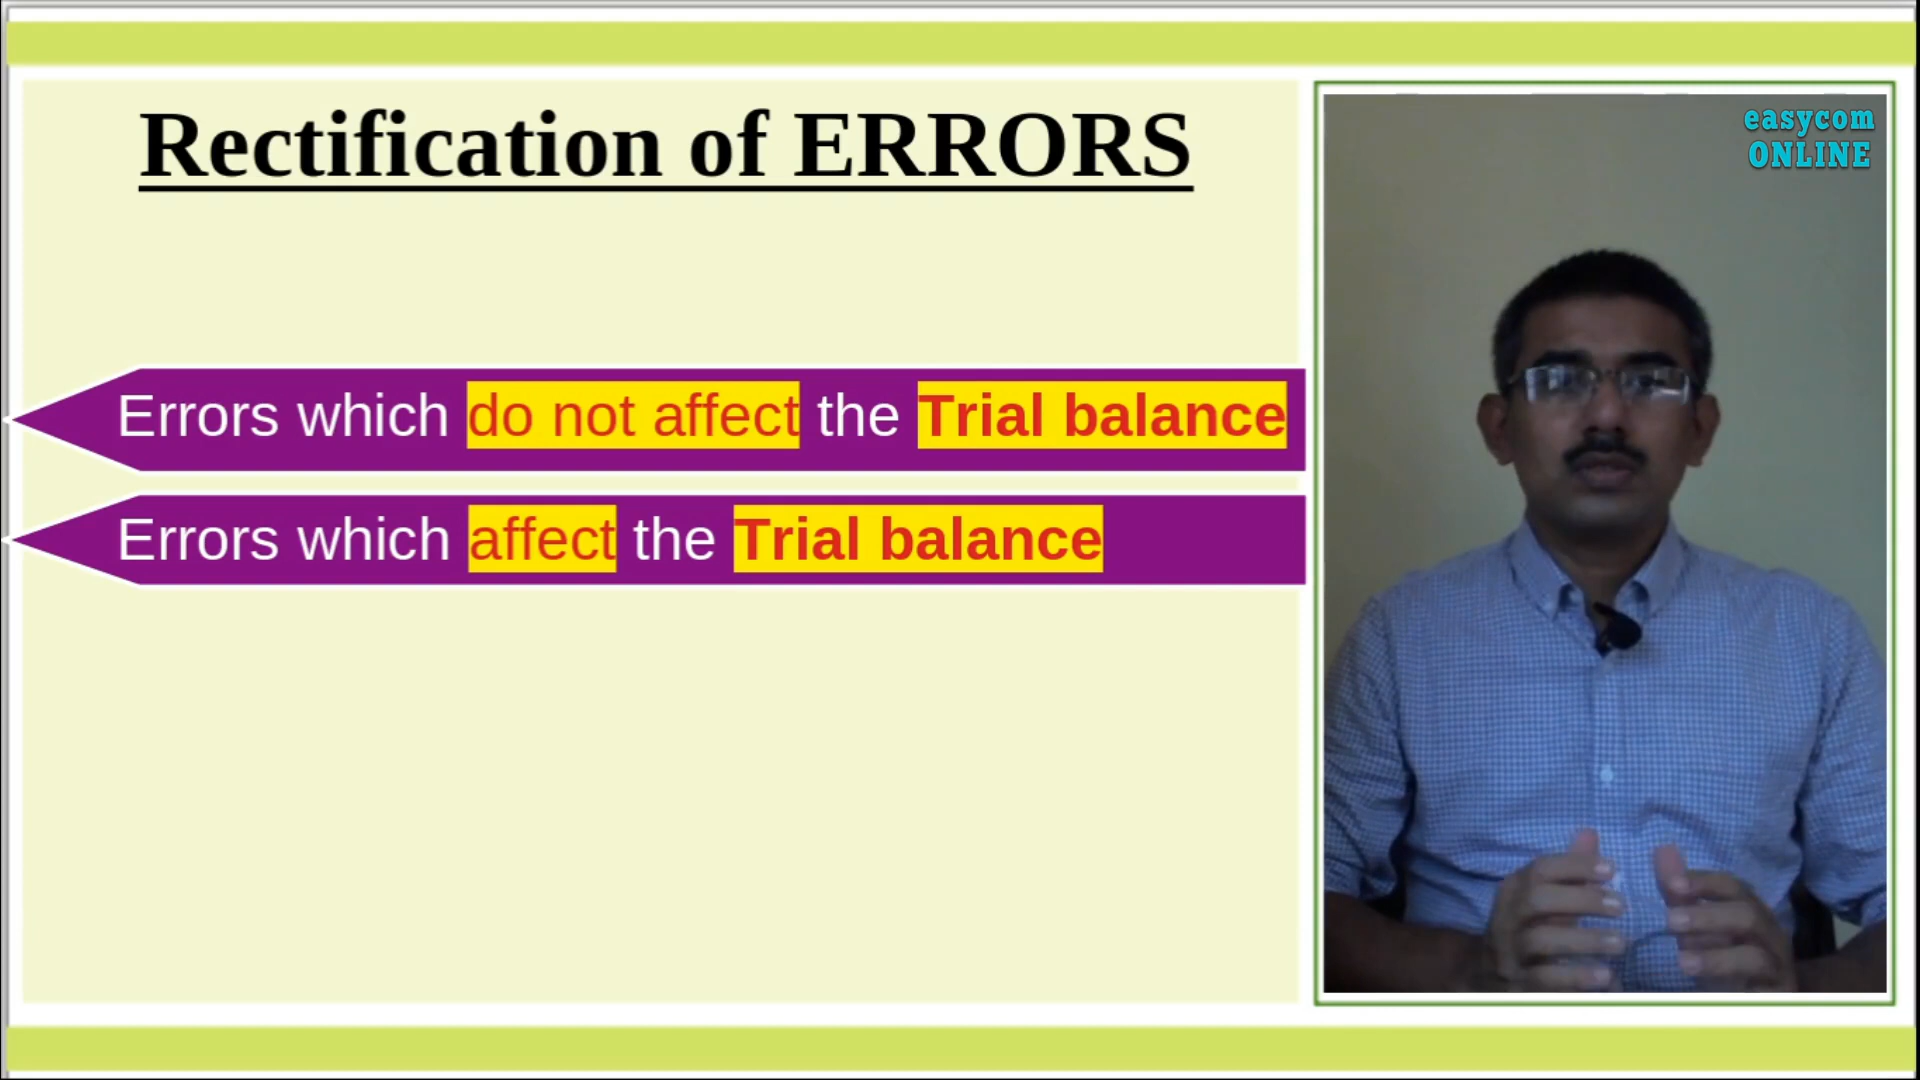 Rectification of ERRORS
easycom
ONLINE
Errors which do not affect the Trial balance
Errors which affect the Trial balance